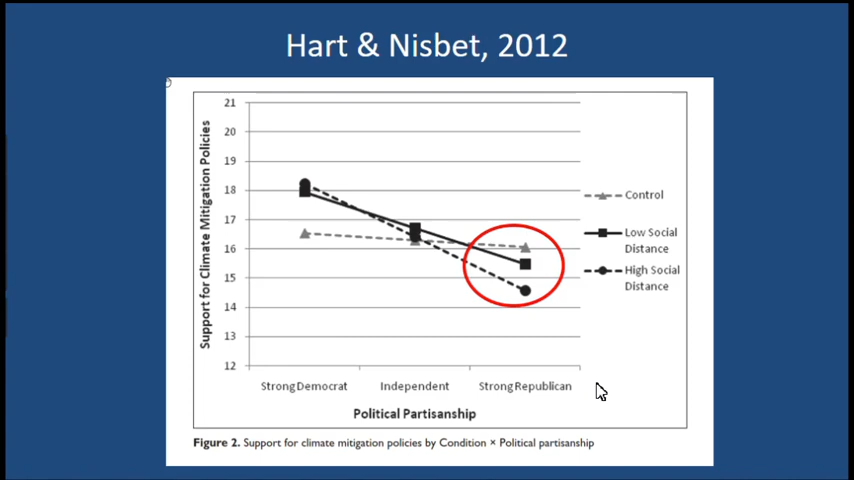 Hart & Nisbet, 2012
Support for Climate Mitigation Policies
21
20
19
18
17
16
15
14
13
12
Strong Democrat
Independent
Strong Republican
Political Partisanship
Control
Low Social
Distance
High Social
Distance
Figure 2. Support for climate mitigation policies by Condition × Political partisanship